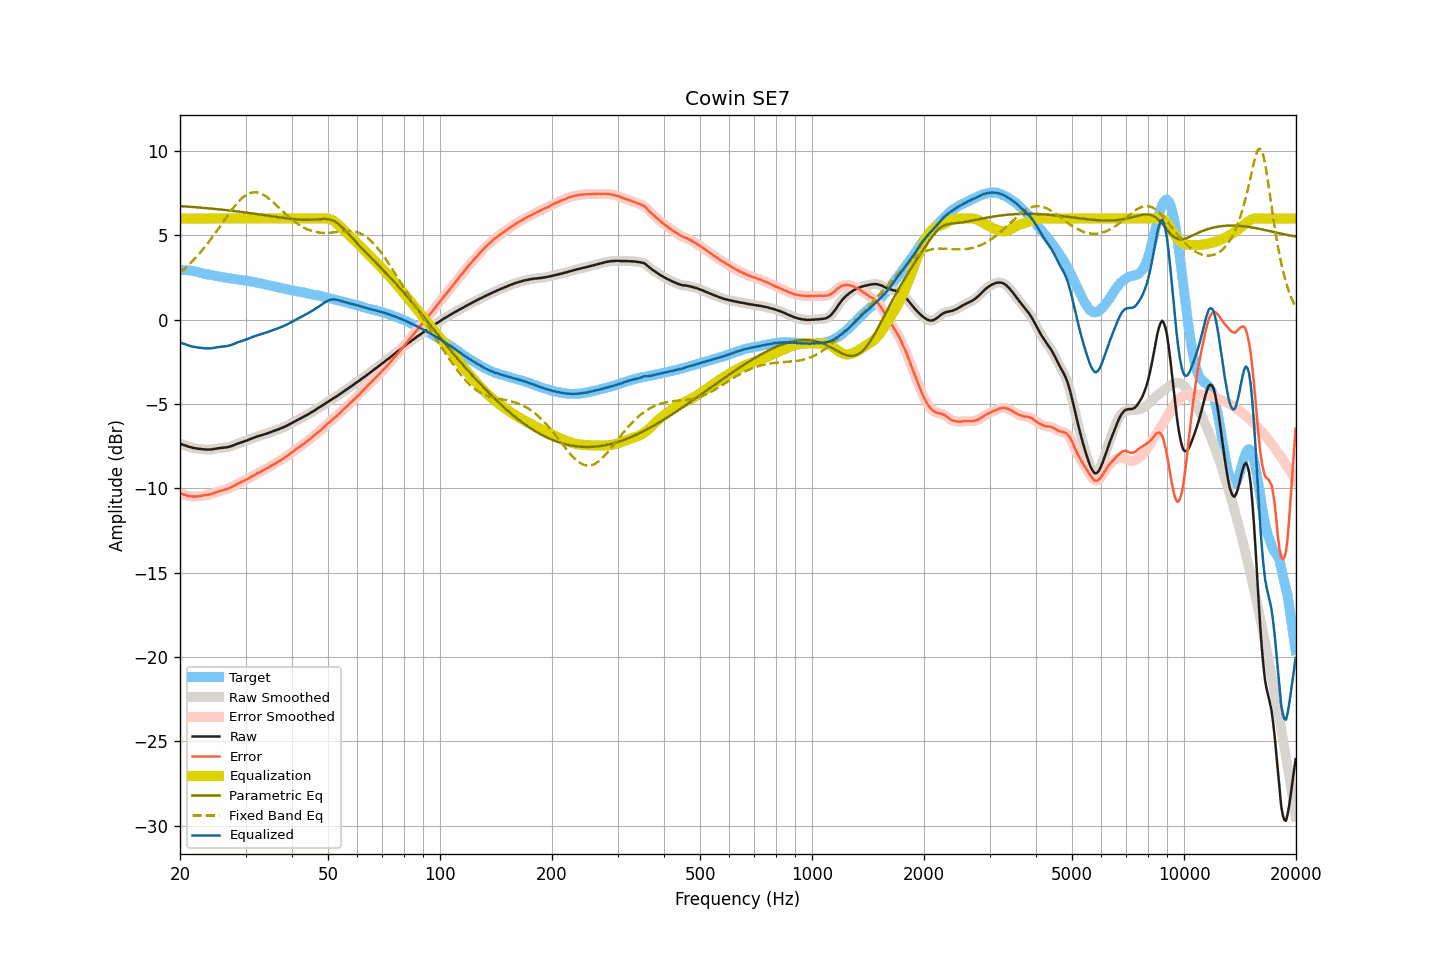 Cowin SE7
10
5
0
−5
−10
−15
−20
−25
−30
Amplitude (dBr)
Target
Raw Smoothed
Error Smoothed
Raw
Error
Equalization
Parametric Eq
Fixed Band Eq
Equalized
20 50 100 200 500 1000 2000 5000 10000 20000
Frequency (Hz)